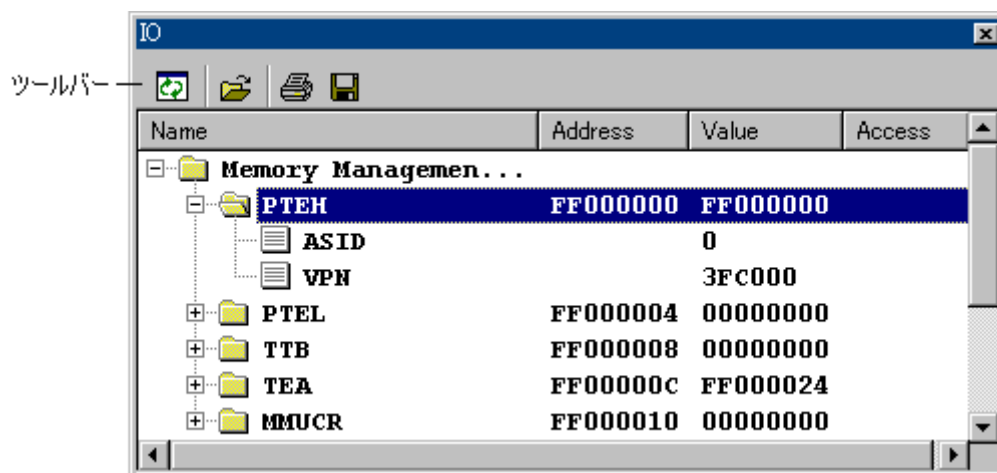 IO
ツールバー
Name Address Value Access
Memory Managemen...
PTEH FF000000 FF000000
ASID 0
VPN 3FC000
PTEL FF000004 00000000
TTB FF000008 00000000
TEA FF00000C FF000024
MMUCR FF000010 00000000